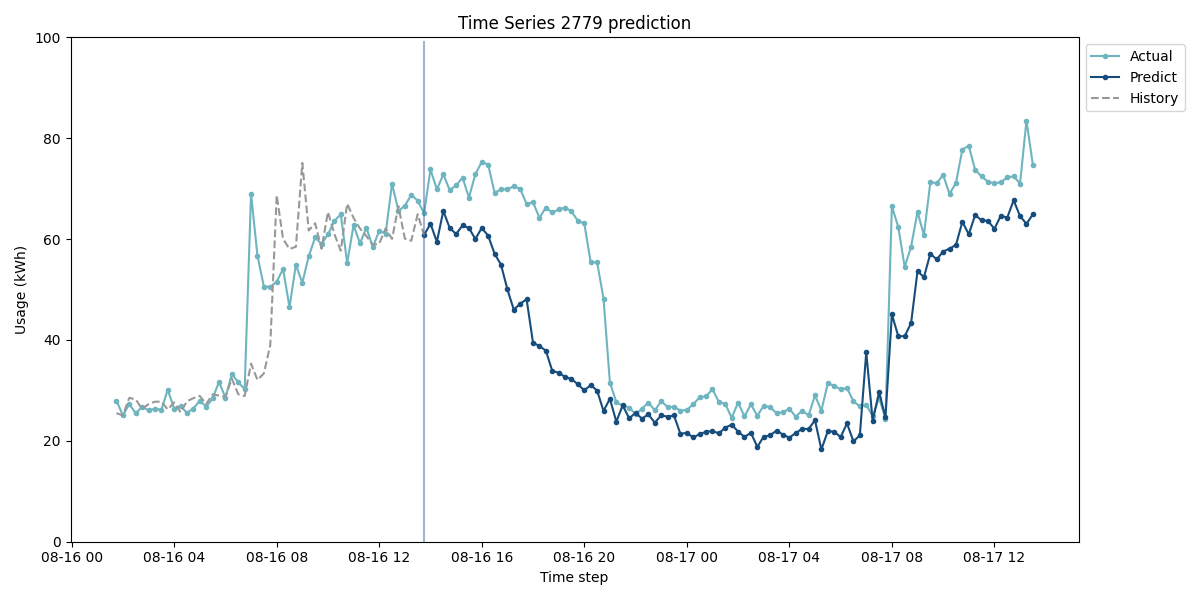 Time Series 2779 prediction
Usage (kWh)
100
80
60
40
20
0
08-16 00
08-16 04
08-16 08
08-16 12
08-16 16
08-16 20
08-17 00
08-17 04
08-17 08
08-17 12
Time step
Actual
Predict
History